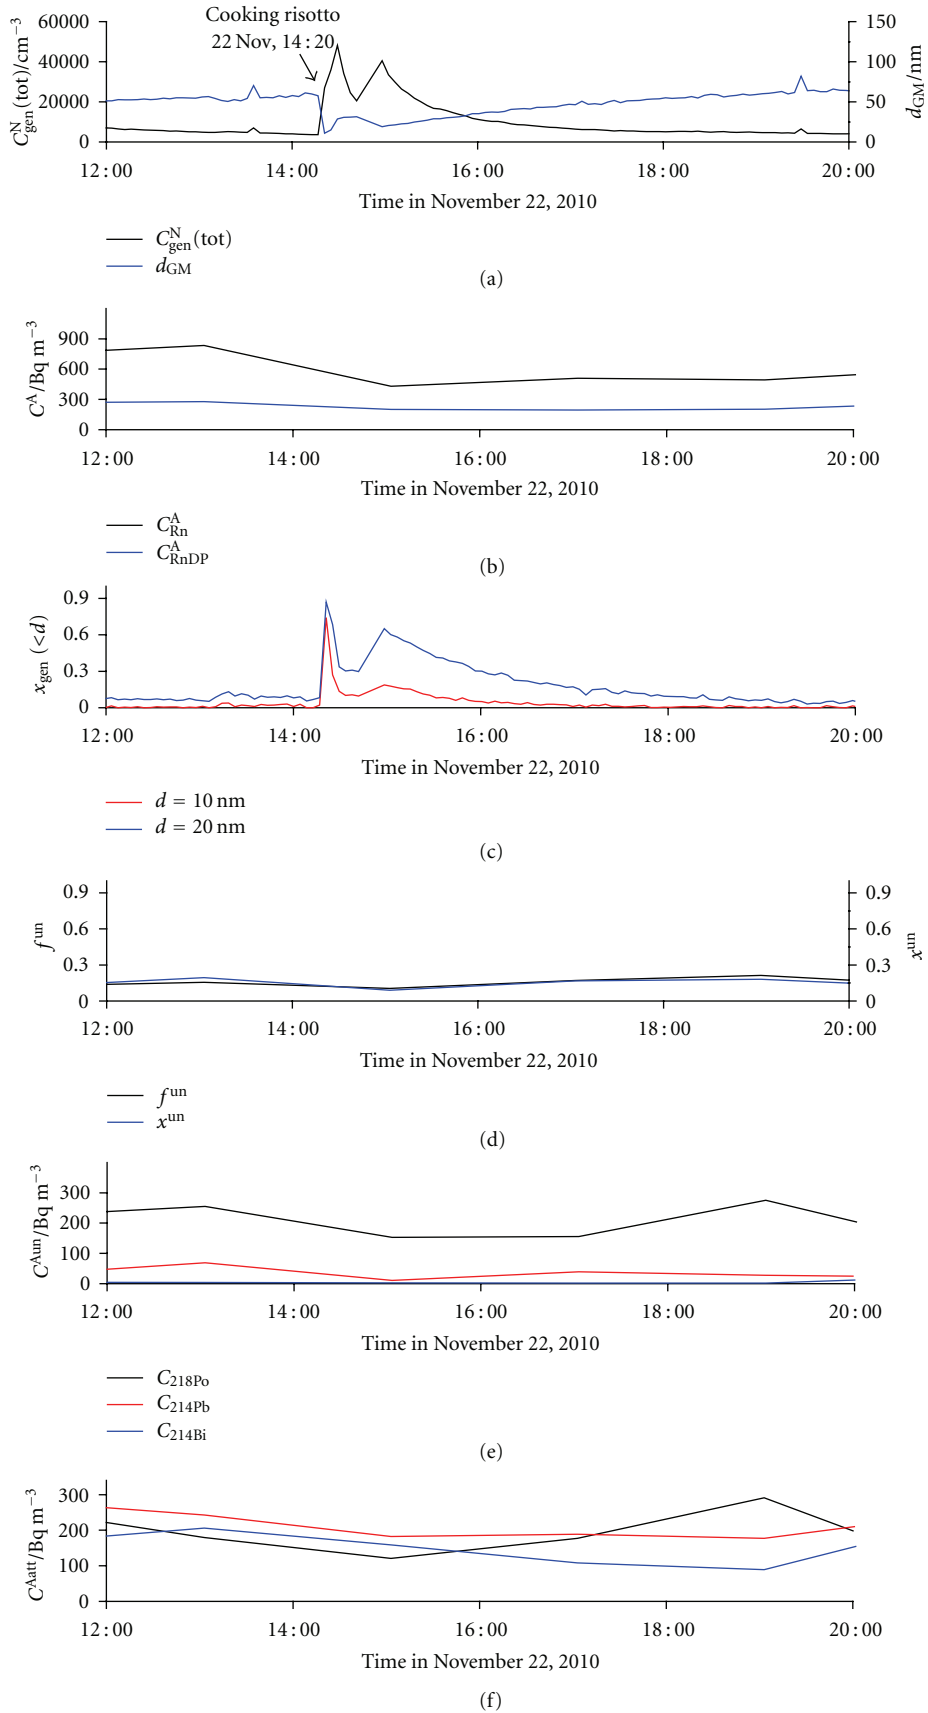 Cooking risotto
22 Nov, 14:20
C^N_gen(tot)/cm⁻³
60000
40000
20000
0
150
100
50
0
d_GM/nm
12:00 14:00 16:00 18:00 20:00
Time in November 22, 2010
C^N_gen(tot)
d_GM
(a)
C^A/Bq m⁻³
900
600
300
0
12:00 14:00 16:00 18:00 20:00
Time in November 22, 2010
C^A_Rn
C^A_RnDP
(b)
x_gen (<d)
0.9
0.6
0.3
0
12:00 14:00 16:00 18:00 20:00
Time in November 22, 2010
d = 10 nm
d = 20 nm
(c)
f^un
0.9
0.6
0.3
0
0.9
0.6
0.3
0
x^un
12:00 14:00 16:00 18:00 20:00
Time in November 22, 2010
f^un
x^un
(d)
C^Aun/Bq m⁻³
300
200
100
0
12:00 14:00 16:00 18:00 20:00
Time in November 22, 2010
C_218Po
C_214Pb
C_214Bi
(e)
C^Aatt/Bq m⁻³
300
200
100
0
12:00 14:00 16:00 18:00 20:00
Time in November 22, 2010
(f)